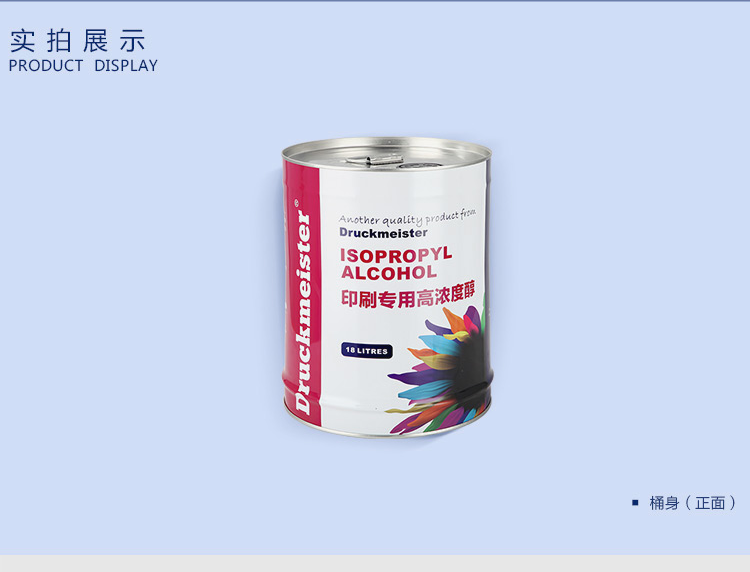 实拍展示
PRODUCT DISPLAY
Druckmeister®
Another quality product from
Druckmeister
ISOPROPYL
ALCOHOL
印刷专用高浓度醇
18 LITRES
■ 桶身（正面）